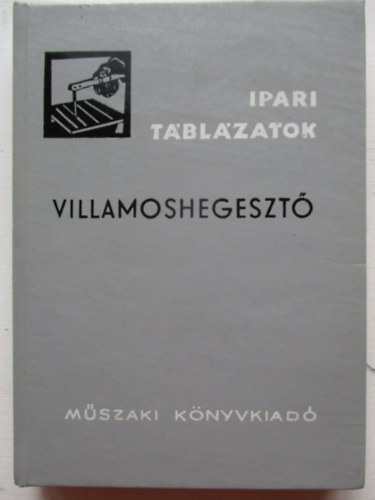 IPARI
TÁBLÁZATOK
VILLAMOSHEGESZTŐ
MŰSZAKI KÖNYVKIADÓ